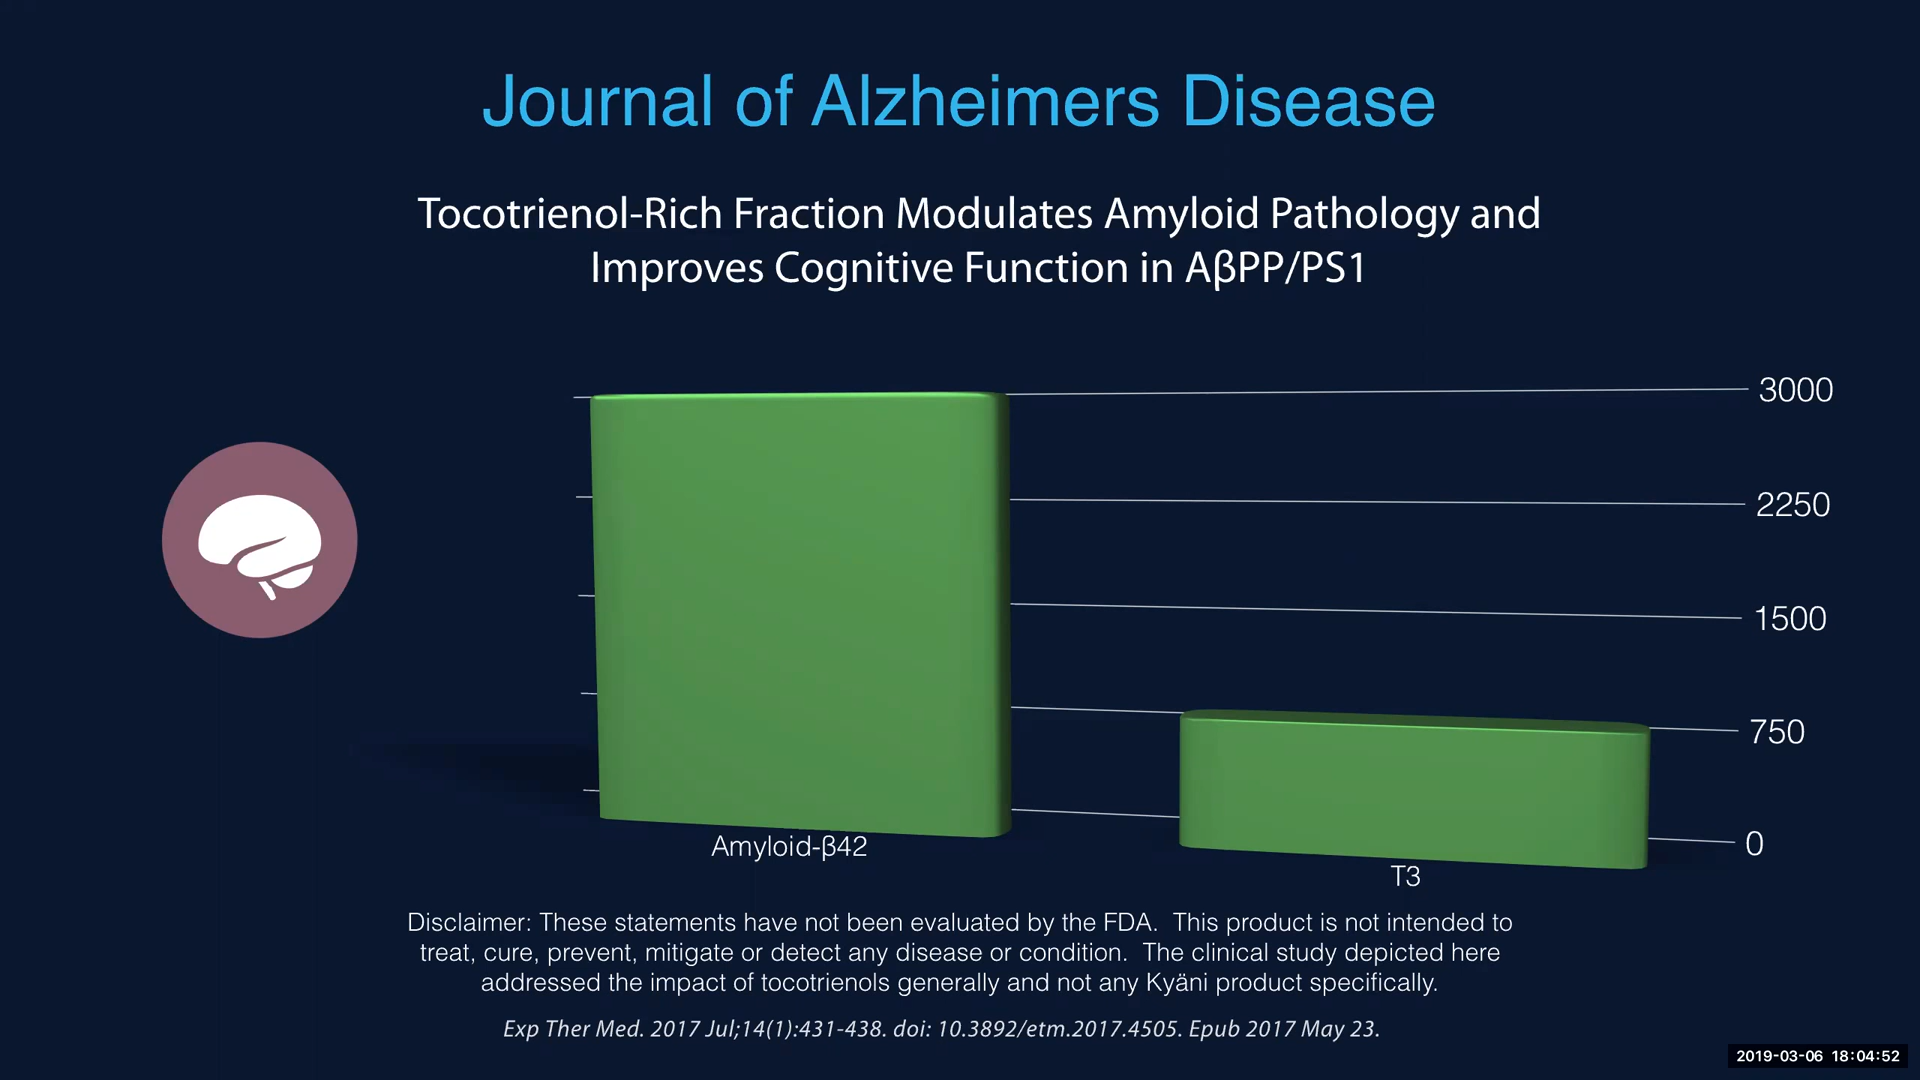 Journal of Alzheimers Disease
Tocotrienol-Rich Fraction Modulates Amyloid Pathology and
Improves Cognitive Function in AβPP/PS1
3000
2250
1500
750
0
Amyloid-β42
T3
Disclaimer: These statements have not been evaluated by the FDA. This product is not intended to
treat, cure, prevent, mitigate or detect any disease or condition. The clinical study depicted here
addressed the impact of tocotrienols generally and not any Kyäni product specifically.
Exp Ther Med. 2017 Jul;14(1):431-438. doi: 10.3892/etm.2017.4505. Epub 2017 May 23.
2019-03-06 18:04:52